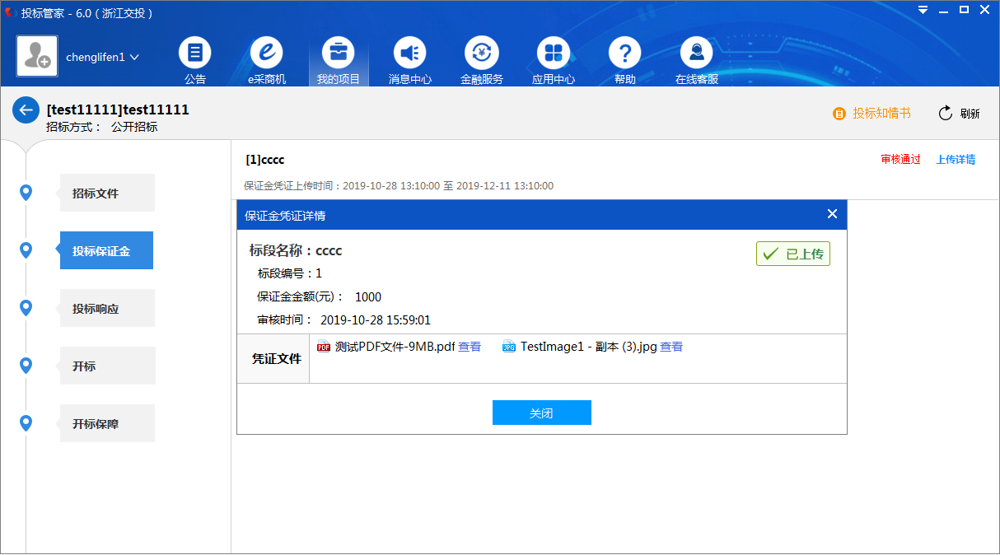 投标管家 - 6.0 ( 浙江交投 )
chenglifen1
公告
e采商机
我的项目
消息中心
金融服务
应用中心
帮助
在线客服
[test11111]test11111
招标方式： 公开招标
投标知情书
刷新
招标文件
投标保证金
投标响应
开标
开标保障
[1]cccc
审核通过
上传详情
保证金凭证上传时间：2019-10-28 13:10:00 至 2019-12-11 13:10:00
保证金凭证详情
标段名称：cccc
已上传
标段编号：1
保证金金额(元)： 1000
审核时间： 2019-10-28 15:59:01
凭证文件
PDF 测试PDF文件-9MB.pdf 查看
JPG TestImage1 - 副本 (3).jpg 查看
关闭